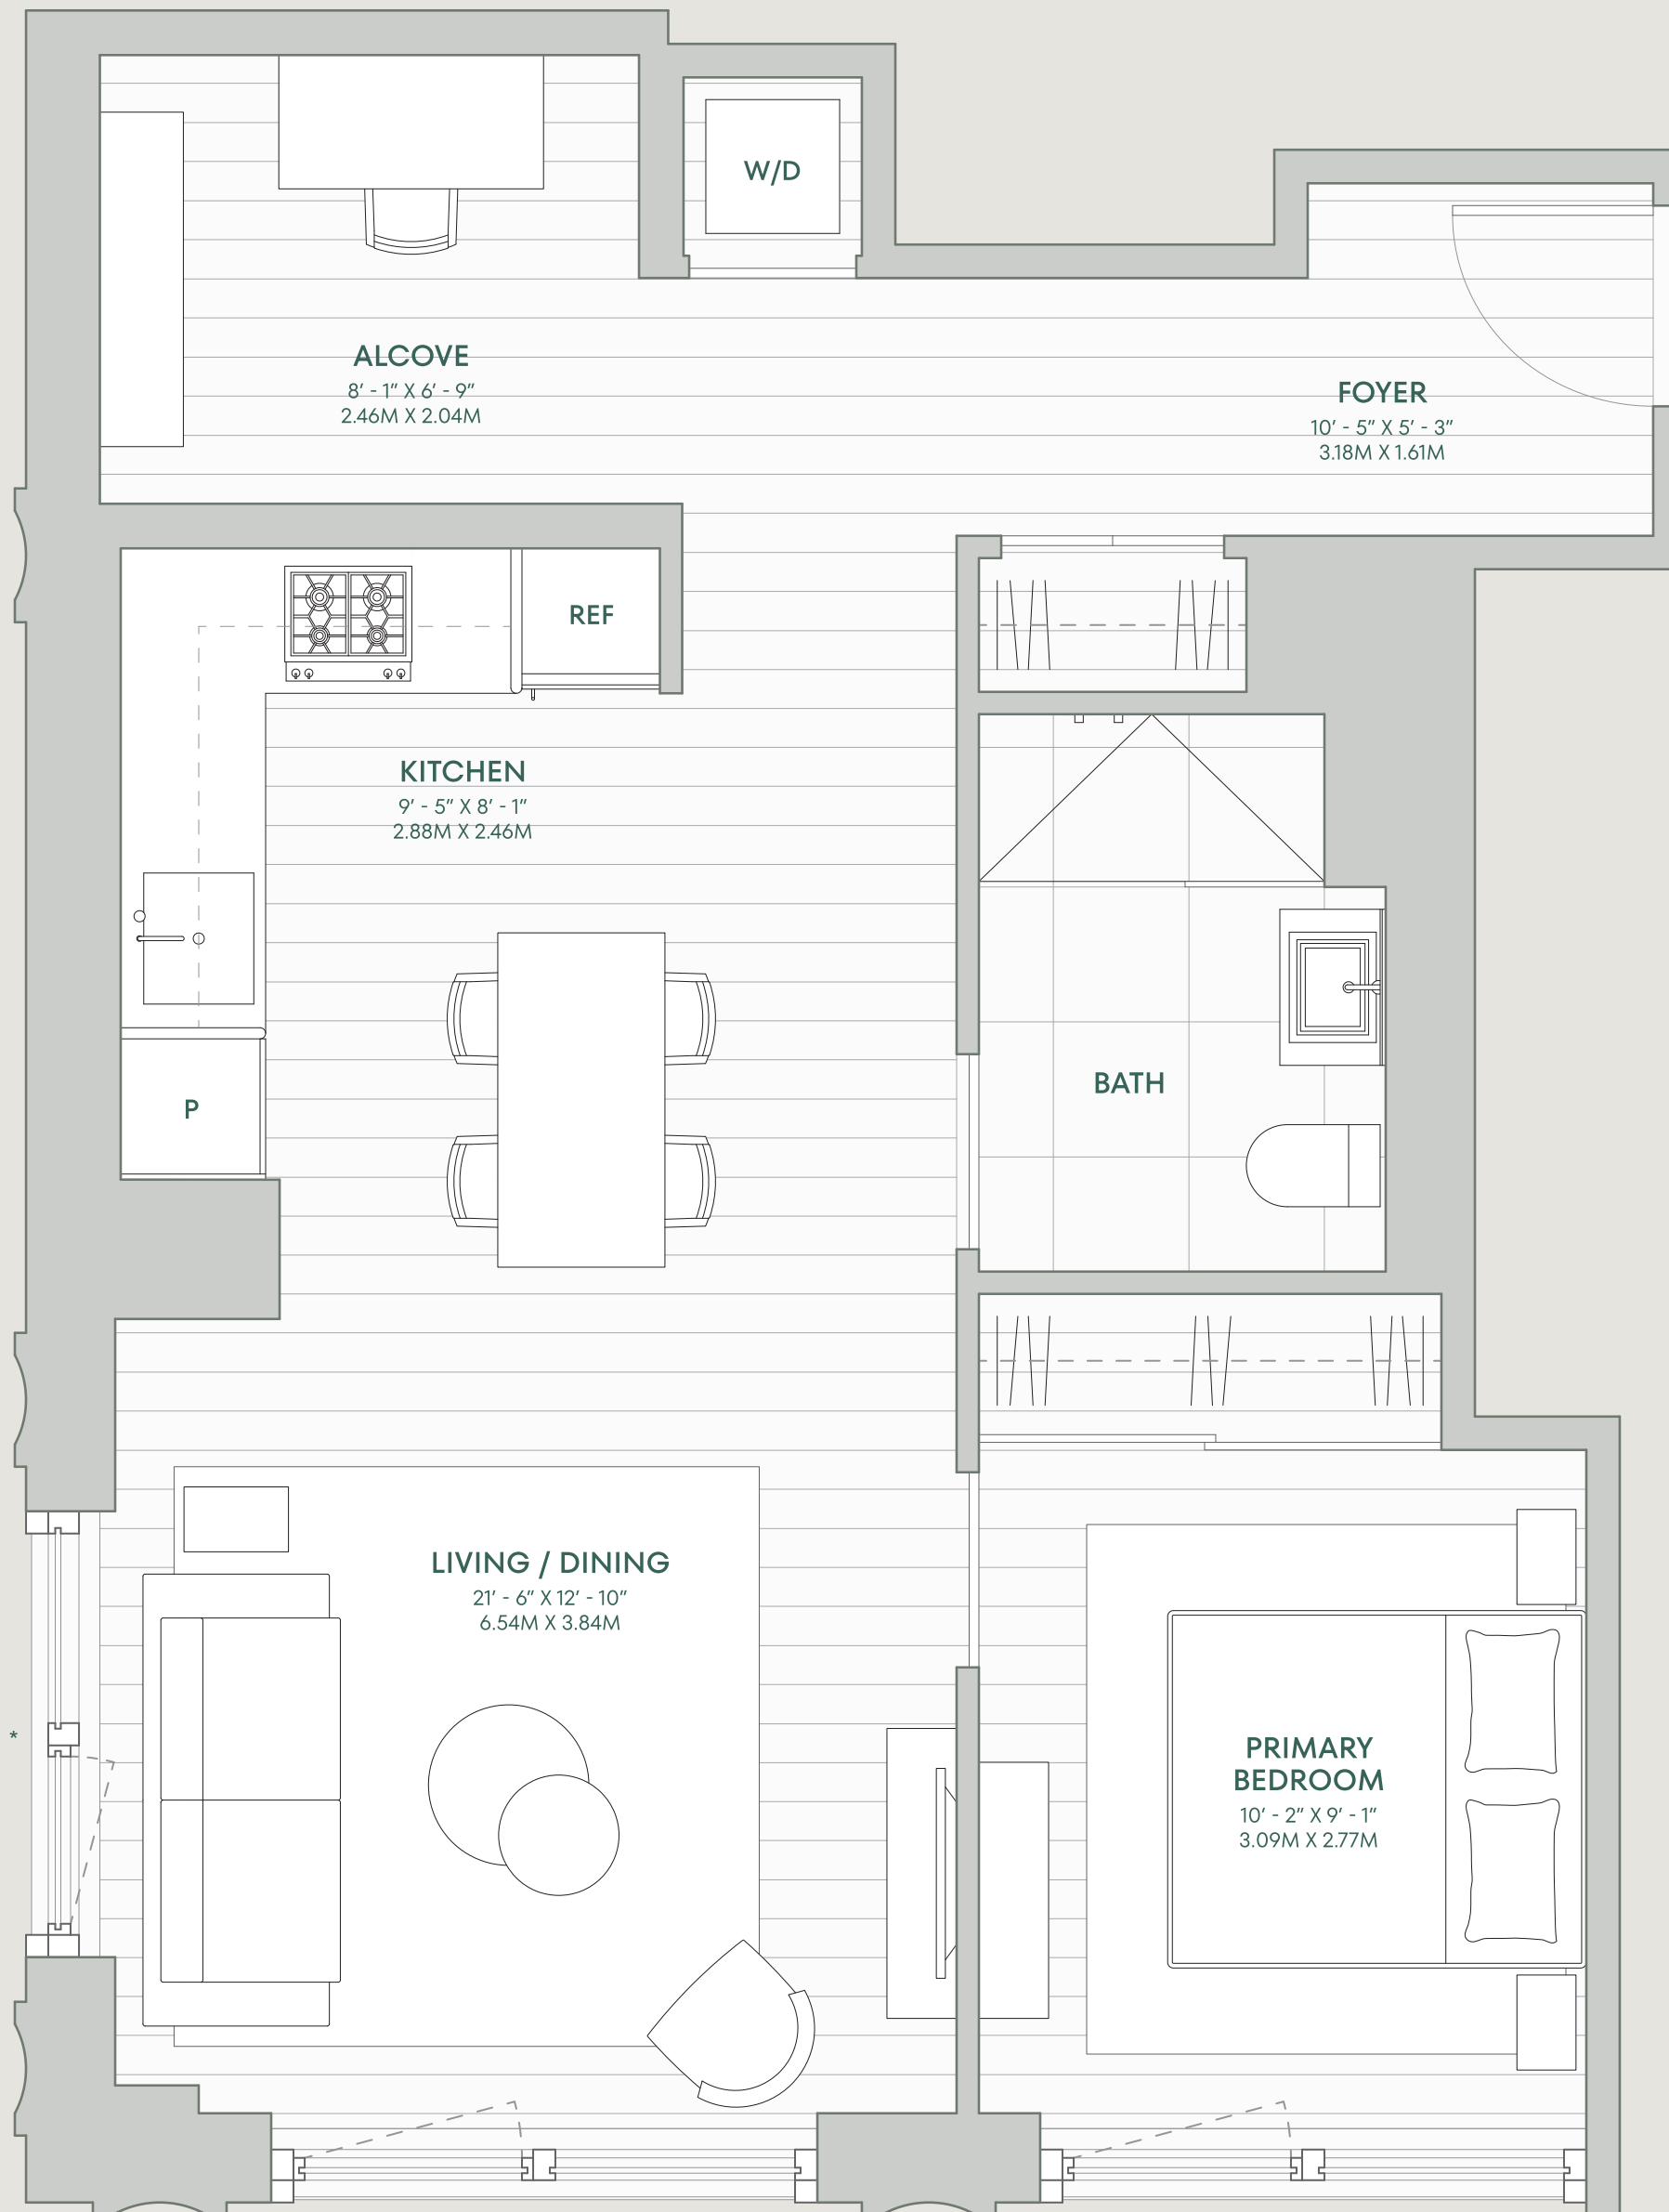 W/D
ALCOVE
8’ - 1” X 6’ - 9”
2.46M X 2.04M
FOYER
10’ - 5” X 5’ - 3”
3.18M X 1.61M
REF
KITCHEN
9’ - 5” X 8’ - 1”
2.88M X 2.46M
BATH
P
LIVING / DINING
21’ - 6” X 12’ - 10”
6.54M X 3.84M
*
PRIMARY
BEDROOM
10’ - 2” X 9’ - 1”
3.09M X 2.77M